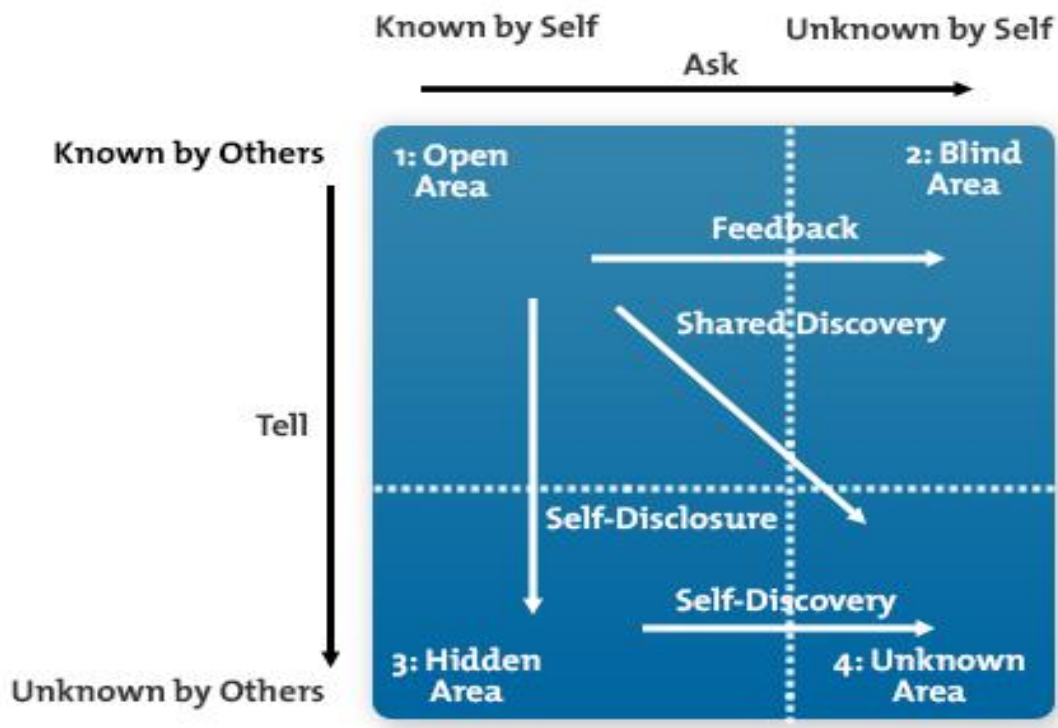 Known by Self
Unknown by Self
Ask
Known by Others
1: Open
Area
2: Blind
Area
Feedback
Shared Discovery
Tell
Self-Disclosure
Self-Discovery
3: Hidden
Area
4: Unknown
Area
Unknown by Others